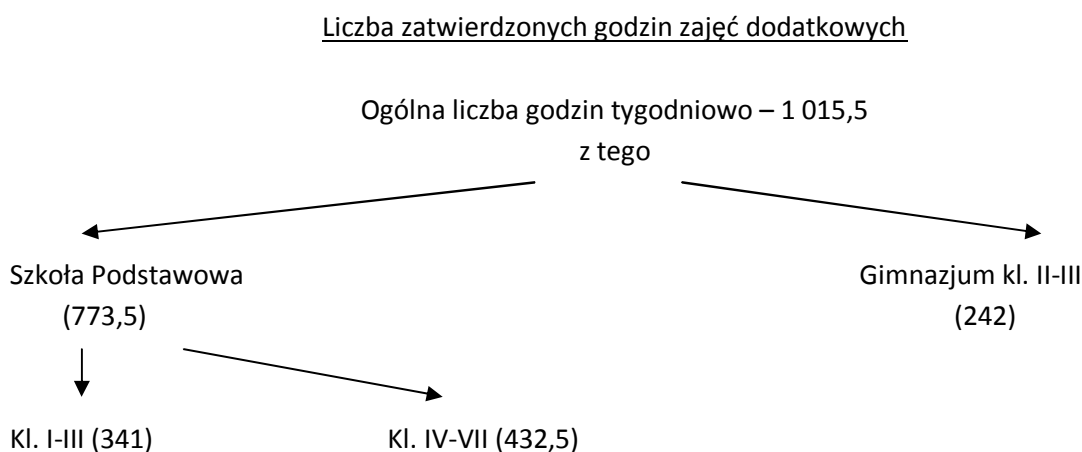 Liczba zatwierdzonych godzin zajęć dodatkowych
Ogólna liczba godzin tygodniowo – 1 015,5
z tego
Szkoła Podstawowa
(773,5)
Gimnazjum kl. II-III
(242)
Kl. I-III (341)
Kl. IV-VII (432,5)